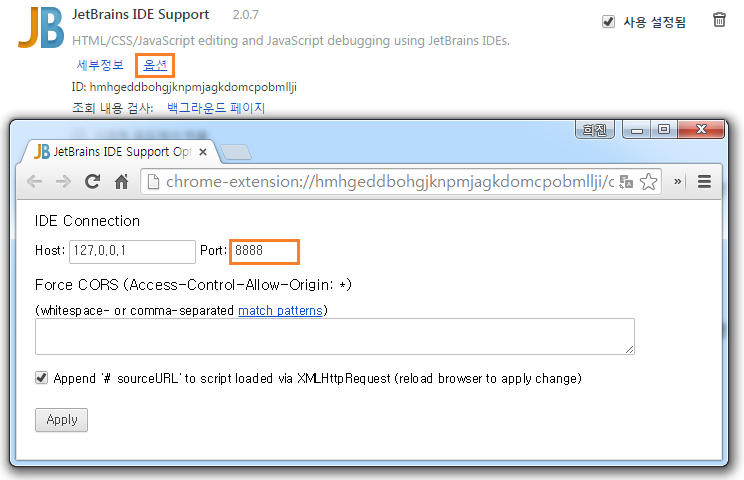 JetBrains IDE Support 2.0.7 사용 설정됨
HTML/CSS/JavaScript editing and JavaScript debugging using JetBrains IDEs.
세부정보 옵션
ID: hmhgeddbohgjknpmjagkdomcpobmllji
조회 내용 검사: 백그라운드 페이지
희진
JetBrains IDE Support Opt
chrome-extension://hmhgeddbohgjknpmjagkdomcpobmllji/o
IDE Connection
Host: 127.0.0.1 Port: 8888
Force CORS (Access-Control-Allow-Origin: *)
(whitespace- or comma-separated match patterns)
Append '# sourceURL' to script loaded via XMLHttpRequest (reload browser to apply change)
Apply